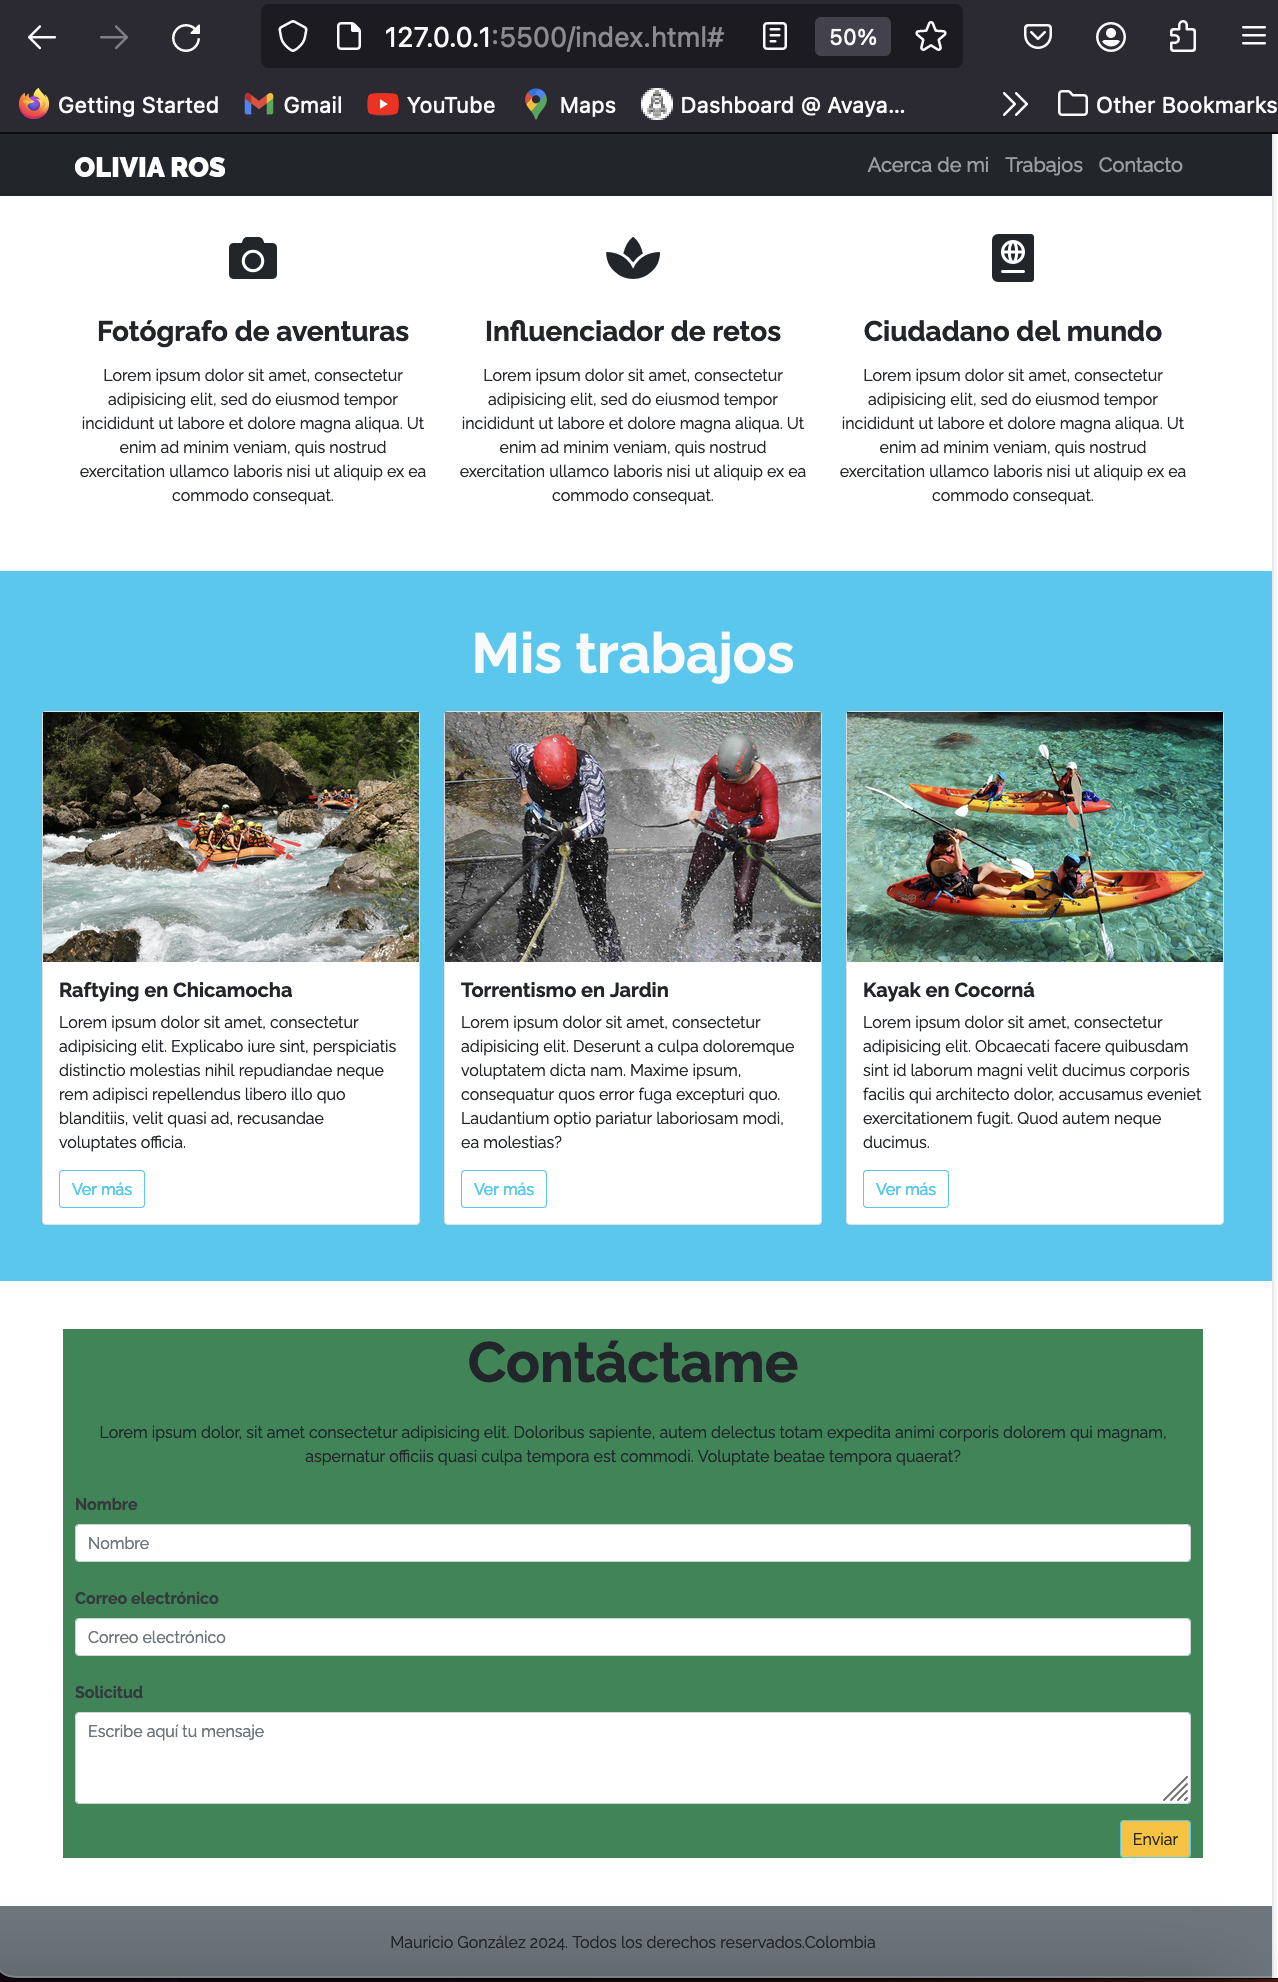 127.0.0.1:5500/index.html#
50%
Getting Started
Gmail
YouTube
Maps
Dashboard @ Avaya...
Other Bookmarks
OLIVIA ROS
Acerca de mi
Trabajos
Contacto
Fotógrafo de aventuras
Lorem ipsum dolor sit amet, consectetur
adipisicing elit, sed do eiusmod tempor
incididunt ut labore et dolore magna aliqua. Ut
enim ad minim veniam, quis nostrud
exercitation ullamco laboris nisi ut aliquip ex ea
commodo consequat.
Influenciador de retos
Lorem ipsum dolor sit amet, consectetur
adipisicing elit, sed do eiusmod tempor
incididunt ut labore et dolore magna aliqua. Ut
enim ad minim veniam, quis nostrud
exercitation ullamco laboris nisi ut aliquip ex ea
commodo consequat.
Ciudadano del mundo
Lorem ipsum dolor sit amet, consectetur
adipisicing elit, sed do eiusmod tempor
incididunt ut labore et dolore magna aliqua. Ut
enim ad minim veniam, quis nostrud
exercitation ullamco laboris nisi ut aliquip ex ea
commodo consequat.
Mis trabajos
Raftying en Chicamocha
Lorem ipsum dolor sit amet, consectetur
adipisicing elit. Explicabo iure sint, perspiciatis
distinctio molestias nihil repudiandae neque
rem adipisci repellendus libero illo quo
blanditiis, velit quasi ad, recusandae
voluptates officia.
Ver más
Torrentismo en Jardin
Lorem ipsum dolor sit amet, consectetur
adipisicing elit. Deserunt a culpa doloremque
voluptatem dicta nam. Maxime ipsum,
consequatur quos error fuga excepturi quo.
Laudantium optio pariatur laboriosam modi,
ea molestias?
Ver más
Kayak en Cocorná
Lorem ipsum dolor sit amet, consectetur
adipisicing elit. Obcaecati facere quibusdam
sint id laborum magni velit ducimus corporis
facilis qui architecto dolor, accusamus eveniet
exercitationem fugit. Quod autem neque
ducimus.
Ver más
Contáctame
Lorem ipsum dolor, sit amet consectetur adipisicing elit. Doloribus sapiente, autem delectus totam expedita animi corporis dolorem qui magnam,
aspernatur officiis quasi culpa tempora est commodi. Voluptate beatae tempora quaerat?
Nombre
Nombre
Correo electrónico
Correo electrónico
Solicitud
Escribe aquí tu mensaje
Enviar
Mauricio González 2024. Todos los derechos reservados.Colombia